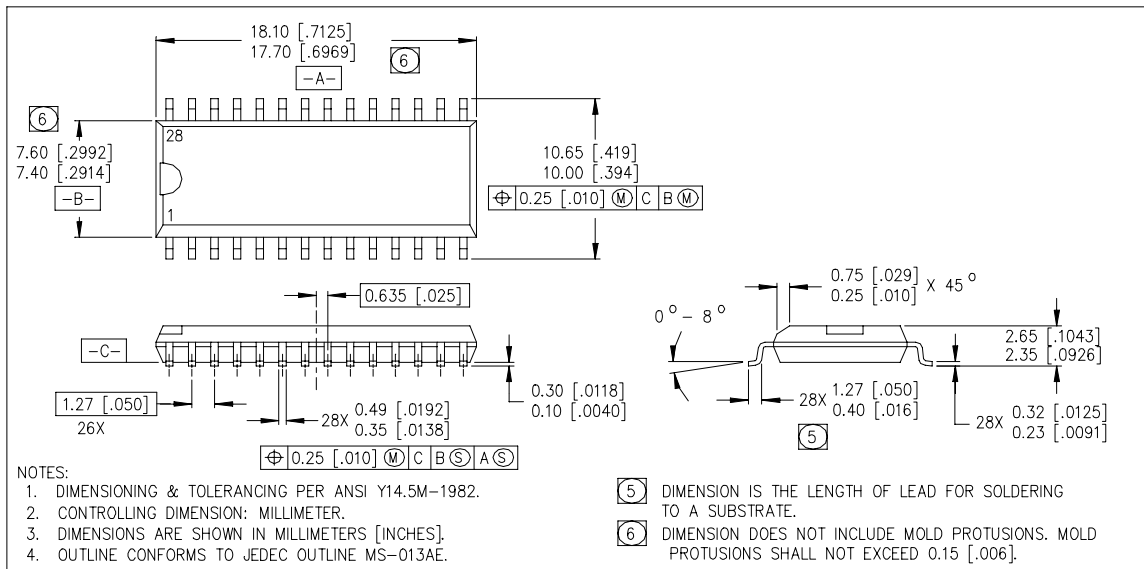 18.10 [.7125]
17.70 [.6969]
-A-
6
6
7.60 [.2992]
7.40 [.2914]
-B-
28
1
10.65 [.419]
10.00 [.394]
⌖ 0.25 [.010] Ⓜ C B Ⓜ
0.635 [.025]
-C-
1.27 [.050]
26X
28X 0.49 [.0192]
0.35 [.0138]
⌖ 0.25 [.010] Ⓜ C B Ⓢ A Ⓢ
0.30 [.0118]
0.10 [.0040]
0.75 [.029]
0.25 [.010]
X 45°
0° - 8°
2.65 [.1043]
2.35 [.0926]
28X 1.27 [.050]
0.40 [.016]
5
28X 0.32 [.0125]
0.23 [.0091]
NOTES:
1. DIMENSIONING & TOLERANCING PER ANSI Y14.5M-1982.
2. CONTROLLING DIMENSION: MILLIMETER.
3. DIMENSIONS ARE SHOWN IN MILLIMETERS [INCHES].
4. OUTLINE CONFORMS TO JEDEC OUTLINE MS-013AE.
5 DIMENSION IS THE LENGTH OF LEAD FOR SOLDERING
TO A SUBSTRATE.
6 DIMENSION DOES NOT INCLUDE MOLD PROTUSIONS. MOLD
PROTUSIONS SHALL NOT EXCEED 0.15 [.006].